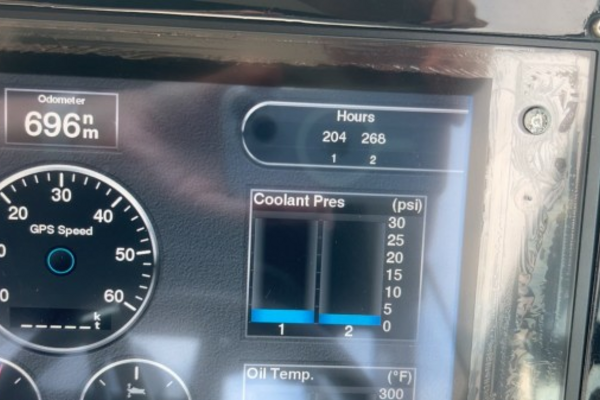 Odometer
696 n m
Hours
204 268
1 2
Coolant Pres (psi)
30
25
20
15
10
5
0
1 2
20 30 40 50 60
GPS Speed
_ _ _ _ _ k t
Oil Temp. (°F)
300